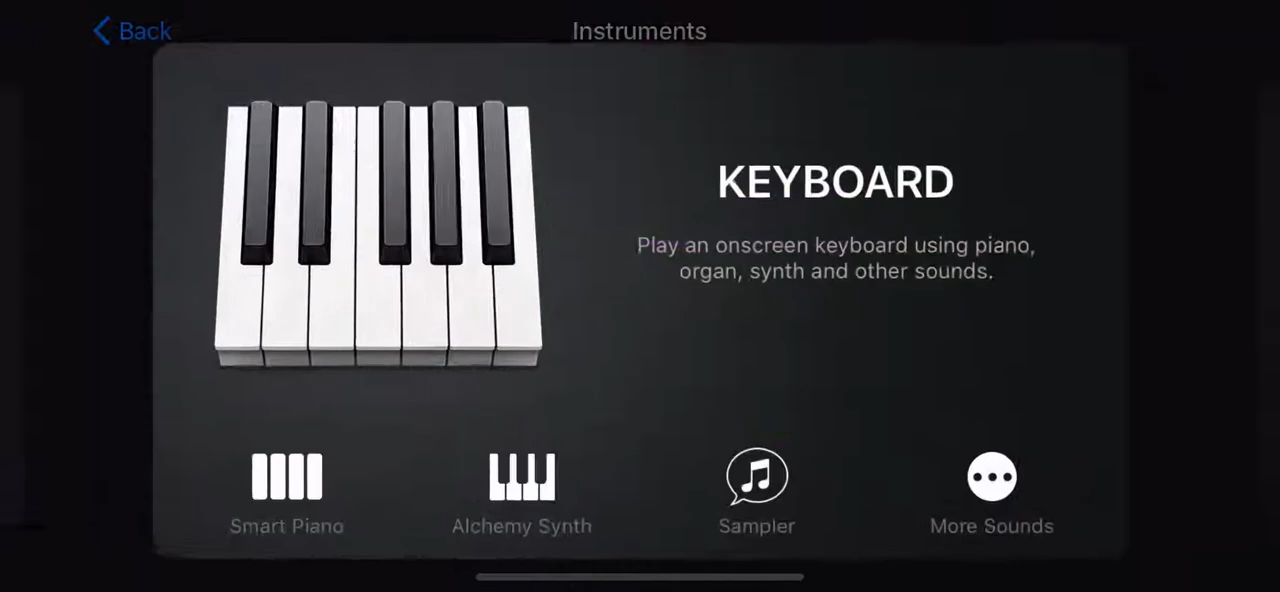 Back
Instruments
KEYBOARD
Play an onscreen keyboard using piano,
organ, synth and other sounds.
Smart Piano
Alchemy Synth
Sampler
More Sounds